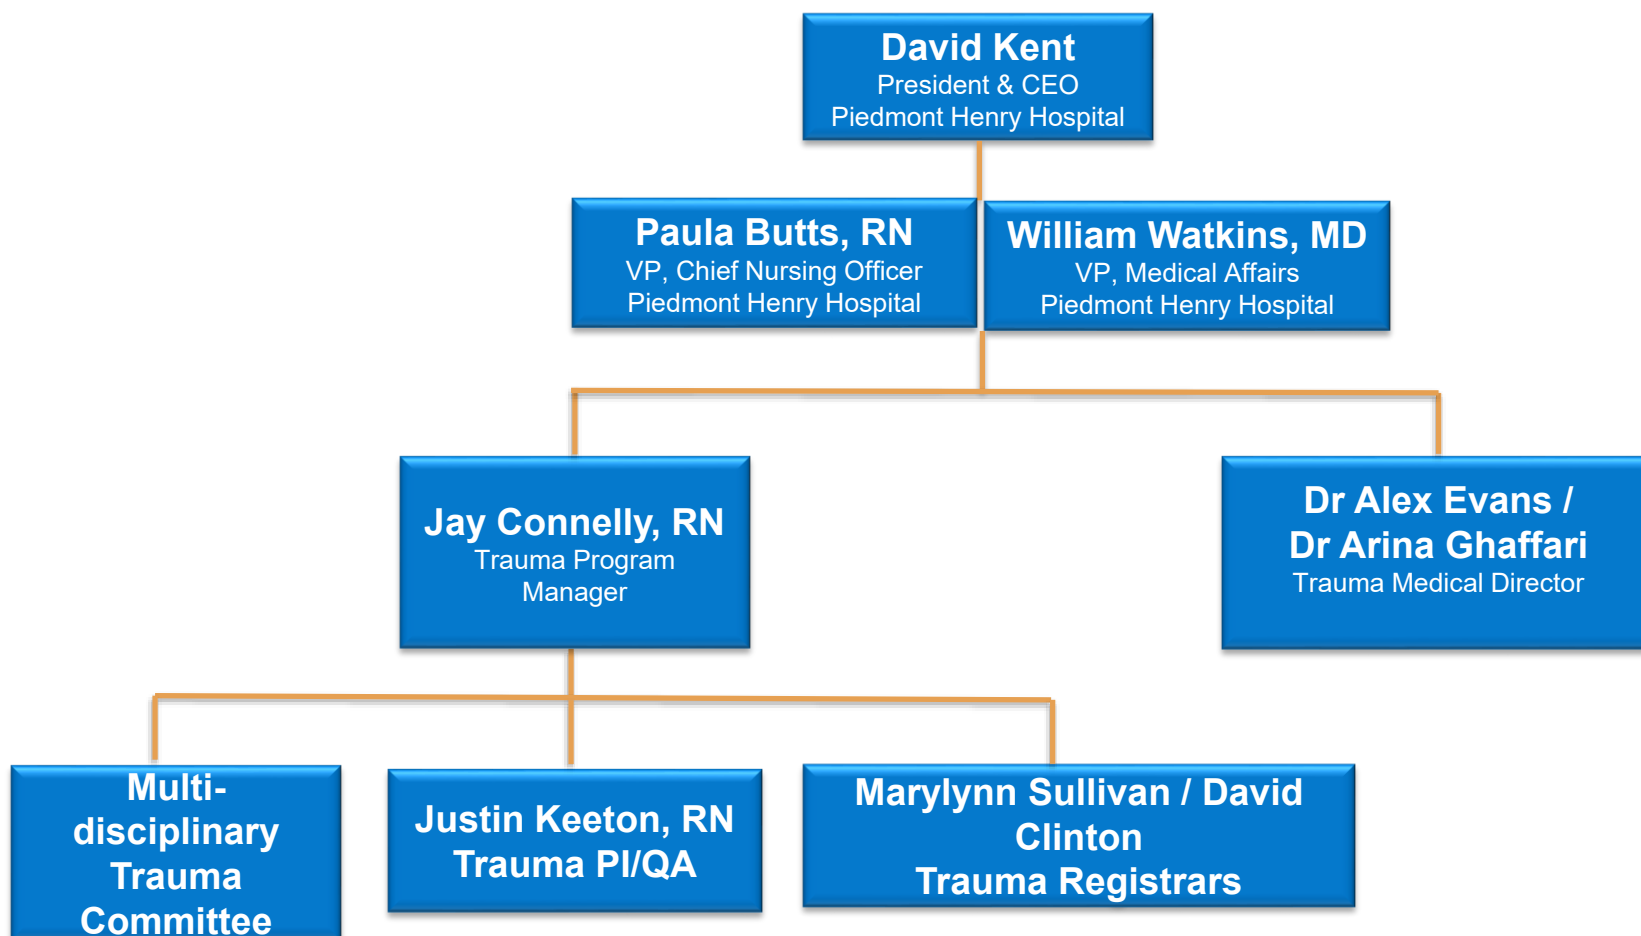 David Kent
President & CEO
Piedmont Henry Hospital
Paula Butts, RN
VP, Chief Nursing Officer
Piedmont Henry Hospital
William Watkins, MD
VP, Medical Affairs
Piedmont Henry Hospital
Jay Connelly, RN
Trauma Program
Manager
Dr Alex Evans /
Dr Arina Ghaffari
Trauma Medical Director
Multi-
disciplinary
Trauma
Committee
Justin Keeton, RN
Trauma PI/QA
Marylynn Sullivan / David
Clinton
Trauma Registrars